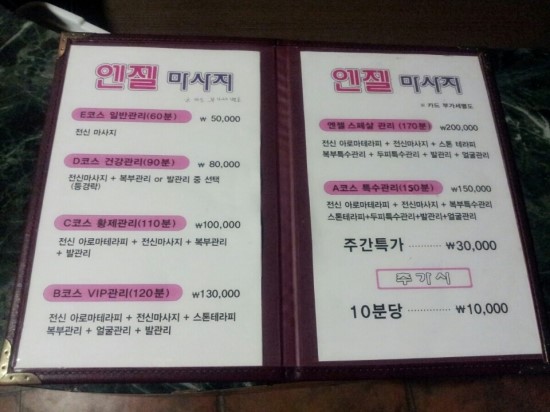 엔젤 마사지
E코스 일반관리(60분) ₩ 50,000
전신 마사지
D코스 건강관리(90분) ₩ 80,000
전신마사지 + 복부관리 or 발관리 중 선택
(등경락)
C코스 황제관리(110분) ₩100,000
전신 아로마테라피 + 전신마사지 + 복부관리
+ 발관리
B코스 VIP관리(120분) ₩130,000
전신 아로마테라피 + 전신마사지 + 스톤테라피
복부관리 + 얼굴관리 + 발관리
엔젤 마사지
※ 카드 부가세별도
엔젤 스페샬 관리 (170분) ₩200,000
전신 아로마테라피 + 전신마사지 + 스톤 테라피
복부특수관리 + 두피특수관리 + 발관리 + 얼굴관리
A코스 특수관리(150분) ₩150,000
전신 아로마테라피 + 전신마사지 + 복부특수관리
스톤테라피+두피특수관리+발관리+얼굴관리
주간특가 ············ ₩30,000
추가시
10분당 ············ ₩10,000